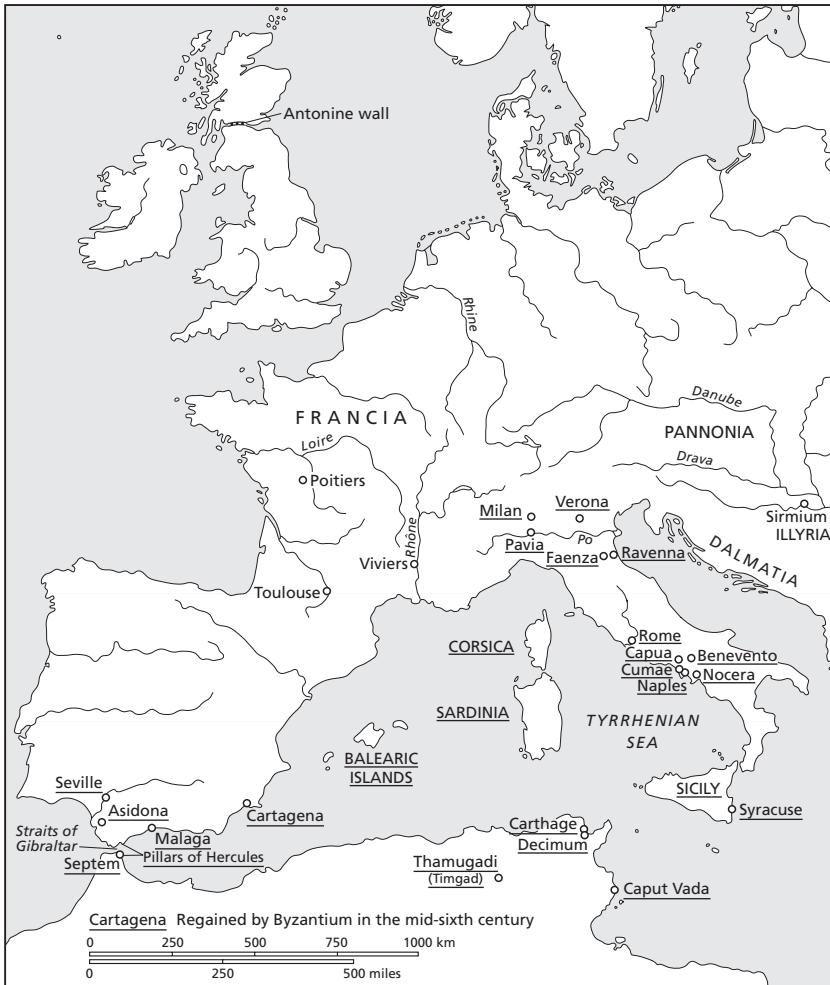 Antonine wall
Rhine
FRANCIA
Loire
Poitiers
Danube
PANNONIA
Drava
Sirmium
ILLYRIA
DALMATIA
Milan
Verona
Pavia
Po
Faenza
Ravenna
Rhône
Viviers
Toulouse
CORSICA
Rome
Capua
Benevento
Cumae
Nocera
Naples
SARDINIA
TYRRHENIAN
SEA
BALEARIC
ISLANDS
SICILY
Syracuse
Seville
Asidona
Cartagena
Straits of
Gibraltar
Malaga
Pillars of Hercules
Septem
Carthage
Decimum
Thamugadi
(Timgad)
Caput Vada
Cartagena Regained by Byzantium in the mid-sixth century
0 250 500 750 1000 km
0 250 500 miles